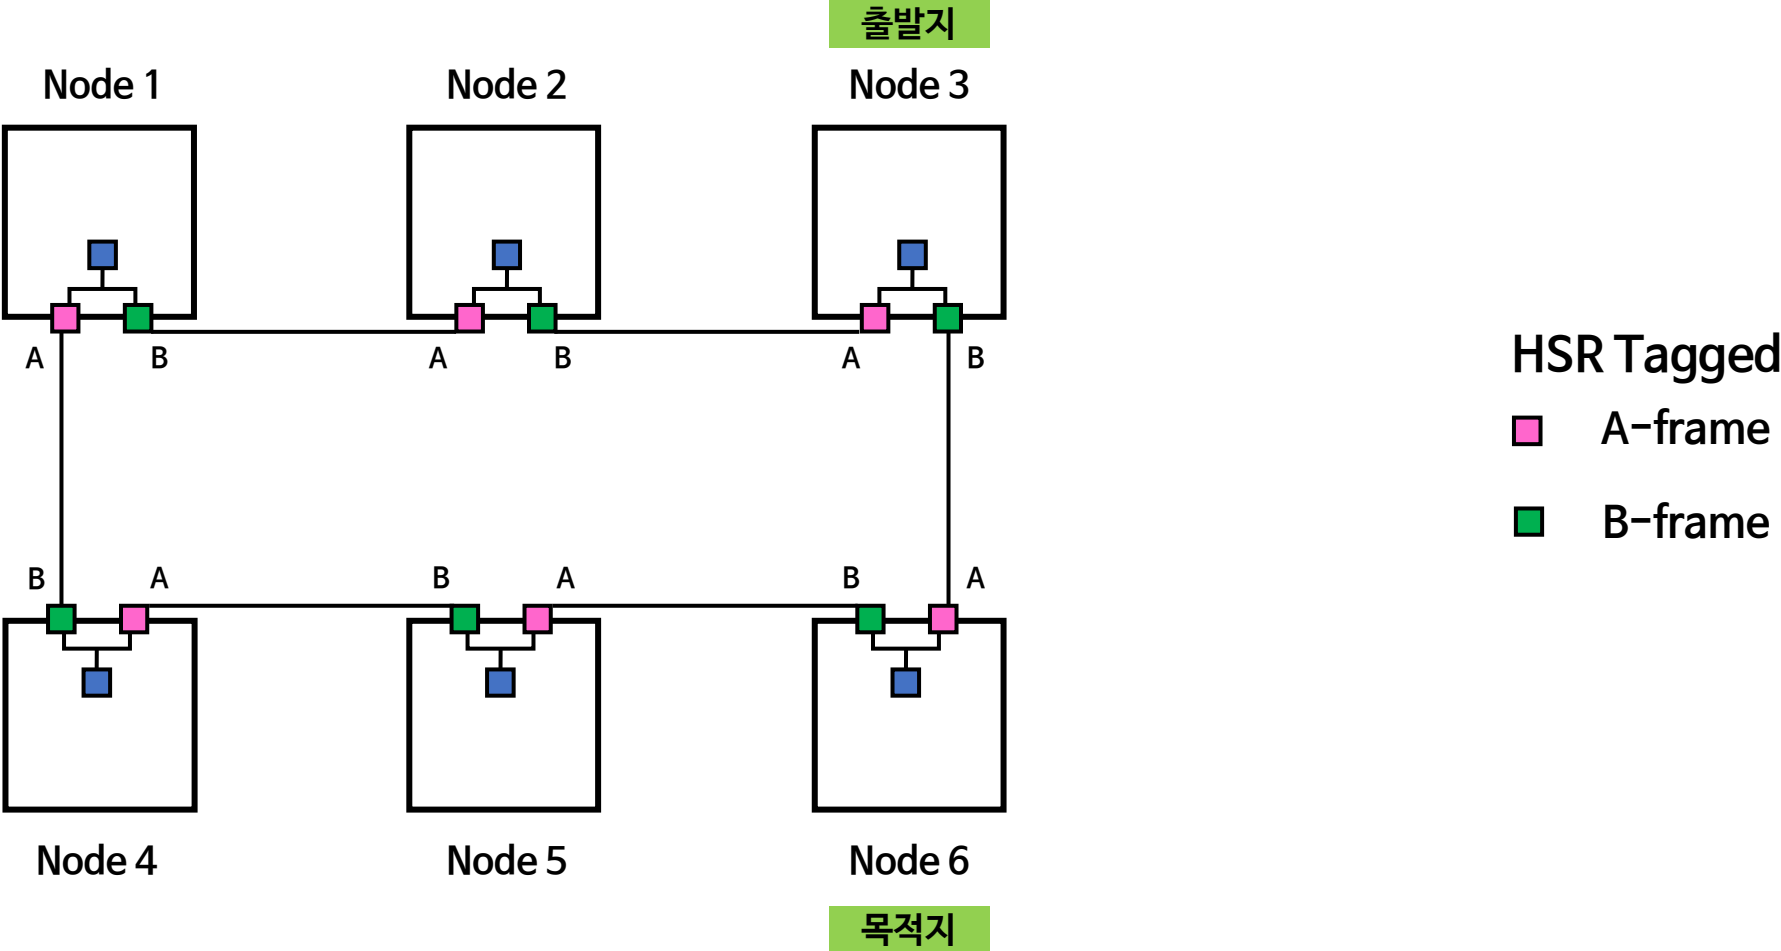 출발지
Node 1
Node 2
Node 3
A
B
A
B
A
B
HSR Tagged
A-frame
B-frame
B
A
B
A
B
A
Node 4
Node 5
Node 6
목적지